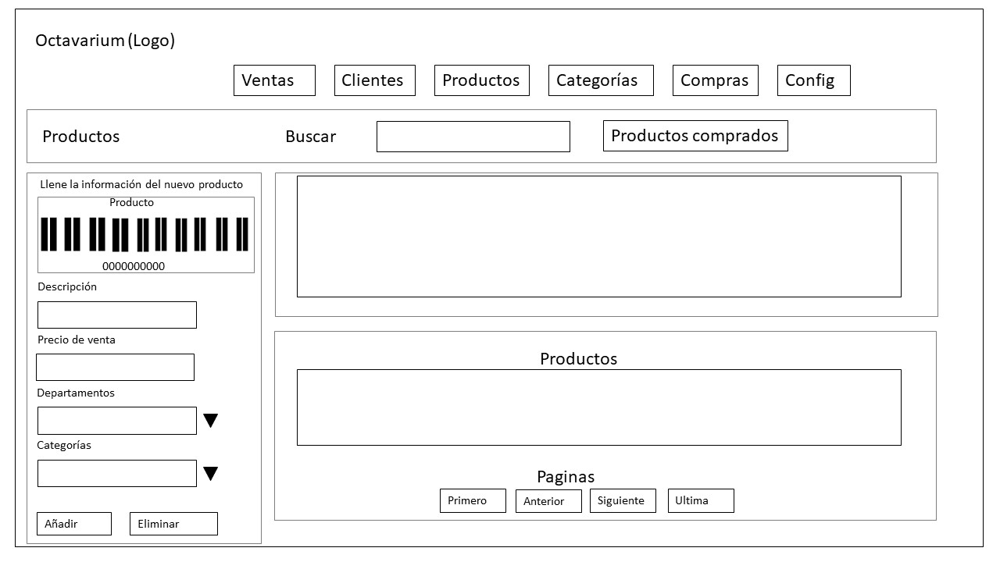 Octavarium (Logo)
Ventas
Clientes
Productos
Categorías
Compras
Config
Productos
Buscar
Productos comprados
Llene la información del nuevo producto
Producto
0000000000
Descripción
Precio de venta
Departamentos
Categorías
Añadir
Eliminar
Productos
Paginas
Primero
Anterior
Siguiente
Ultima